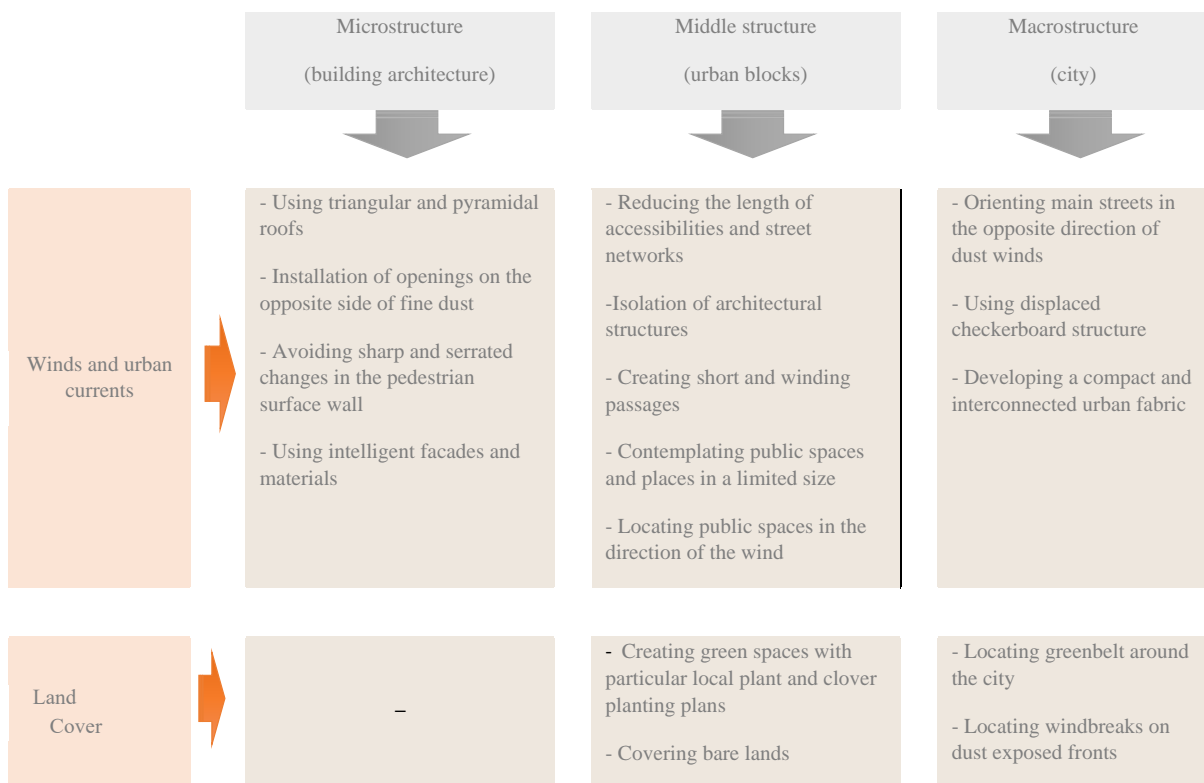 Microstructure
(building architecture)
Middle structure
(urban blocks)
Macrostructure
(city)
Winds and urban
currents
- Using triangular and pyramidal
roofs
- Installation of openings on the
opposite side of fine dust
- Avoiding sharp and serrated
changes in the pedestrian
surface wall
- Using intelligent facades and
materials
- Reducing the length of
accessibilities and street
networks
-Isolation of architectural
structures
- Creating short and winding
passages
- Contemplating public spaces
and places in a limited size
- Locating public spaces in the
direction of the wind
- Orienting main streets in
the opposite direction of
dust winds
- Using displaced
checkerboard structure
- Developing a compact and
interconnected urban fabric
Land
Cover
–
- Creating green spaces with
particular local plant and clover
planting plans
- Covering bare lands
- Locating greenbelt around
the city
- Locating windbreaks on
dust exposed fronts